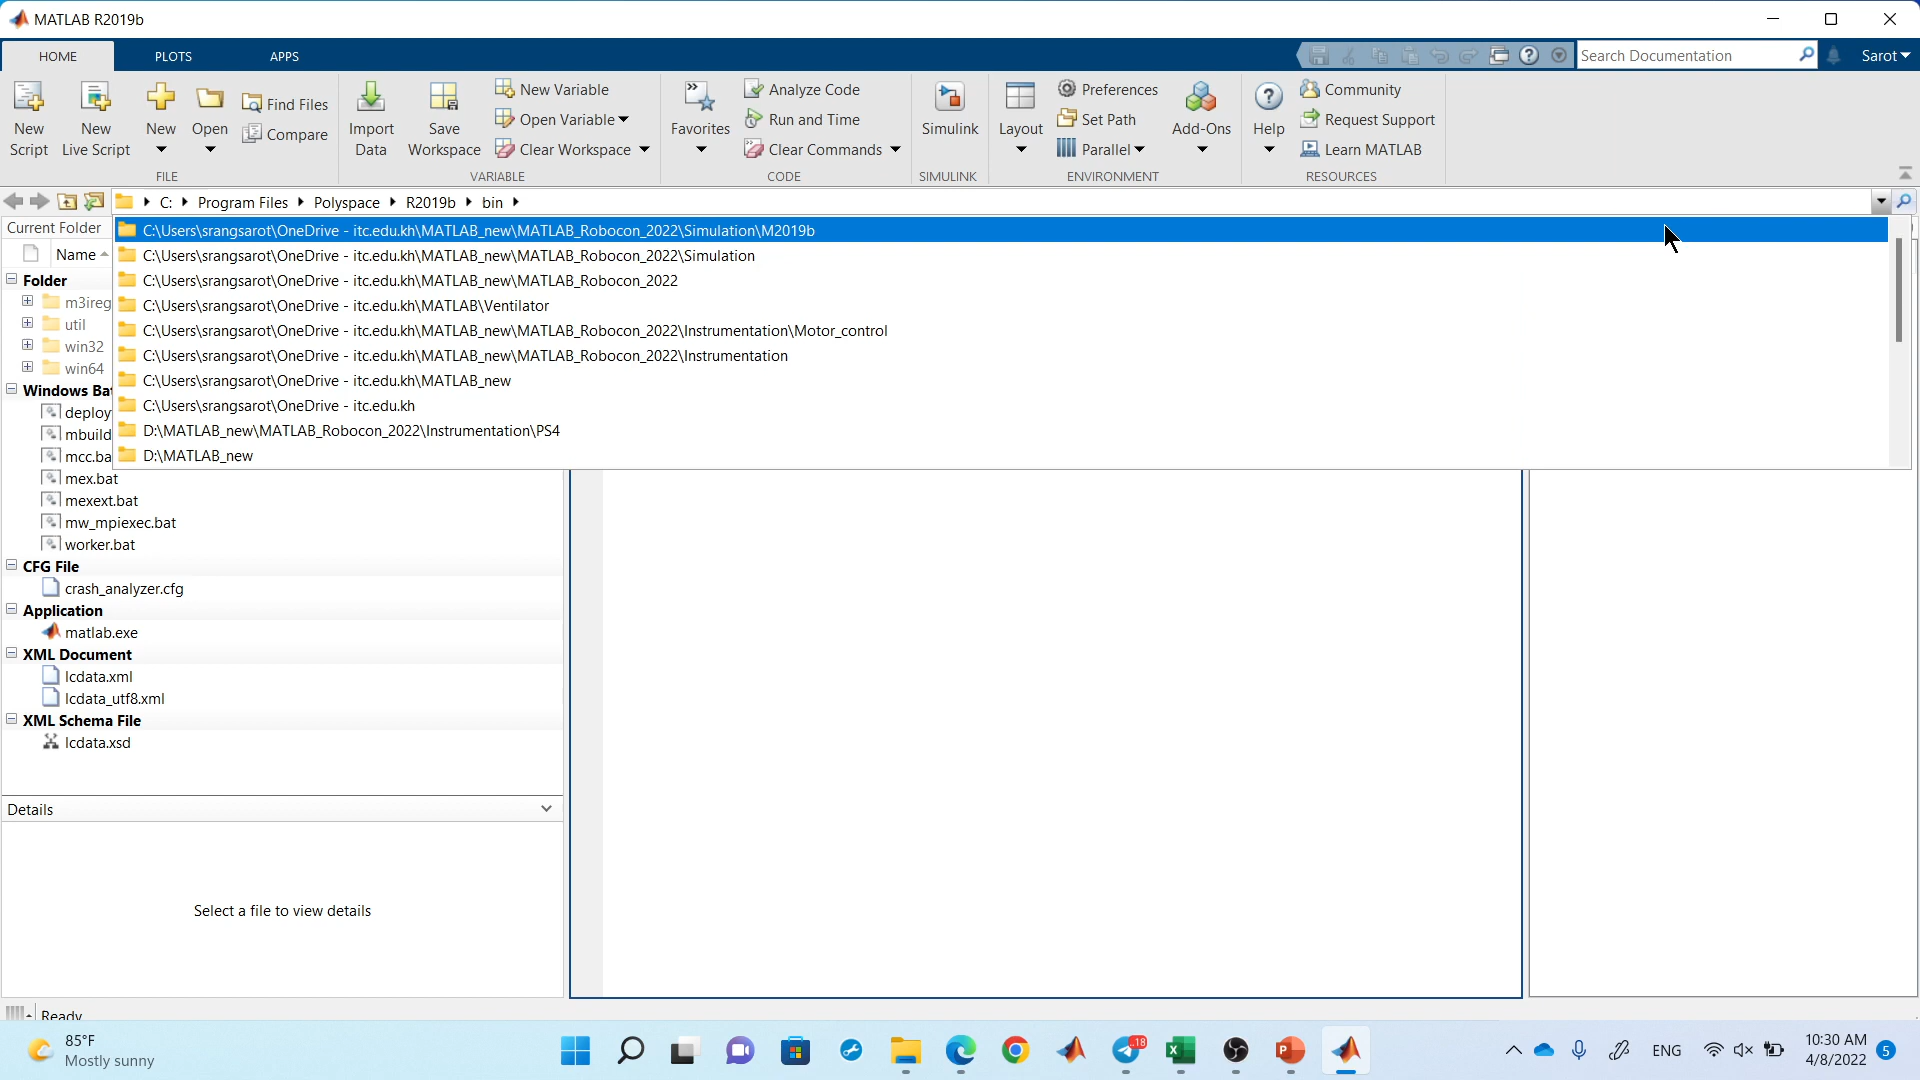 MATLAB R2019b
HOME PLOTS APPS
Search Documentation
Sarot
New Script
New Live Script
New
Open
Find Files
Compare
FILE
Import Data
Save Workspace
New Variable
Open Variable
Clear Workspace
VARIABLE
Favorites
Analyze Code
Run and Time
Clear Commands
CODE
Simulink
SIMULINK
Layout
Preferences
Set Path
Parallel
Add-Ons
ENVIRONMENT
Help
Community
Request Support
Learn MATLAB
RESOURCES
C: Program Files Polyspace R2019b bin
Current Folder
Name
C:\Users\srangsarot\OneDrive - itc.edu.kh\MATLAB_new\MATLAB_Robocon_2022\Simulation\M2019b
C:\Users\srangsarot\OneDrive - itc.edu.kh\MATLAB_new\MATLAB_Robocon_2022\Simulation
C:\Users\srangsarot\OneDrive - itc.edu.kh\MATLAB_new\MATLAB_Robocon_2022
C:\Users\srangsarot\OneDrive - itc.edu.kh\MATLAB\Ventilator
C:\Users\srangsarot\OneDrive - itc.edu.kh\MATLAB_new\MATLAB_Robocon_2022\Instrumentation\Motor_control
C:\Users\srangsarot\OneDrive - itc.edu.kh\MATLAB_new\MATLAB_Robocon_2022\Instrumentation
C:\Users\srangsarot\OneDrive - itc.edu.kh\MATLAB_new
C:\Users\srangsarot\OneDrive - itc.edu.kh
D:\MATLAB_new\MATLAB_Robocon_2022\Instrumentation\PS4
D:\MATLAB_new
Folder
m3ireg
util
win32
win64
Windows Bat
deploy
mbuild
mcc.ba
mex.bat
mexext.bat
mw_mpiexec.bat
worker.bat
CFG File
crash_analyzer.cfg
Application
matlab.exe
XML Document
lcdata.xml
lcdata_utf8.xml
XML Schema File
lcdata.xsd
Details
Select a file to view details
Ready
85°F
Mostly sunny
18
ENG
10:30 AM
4/8/2022
5